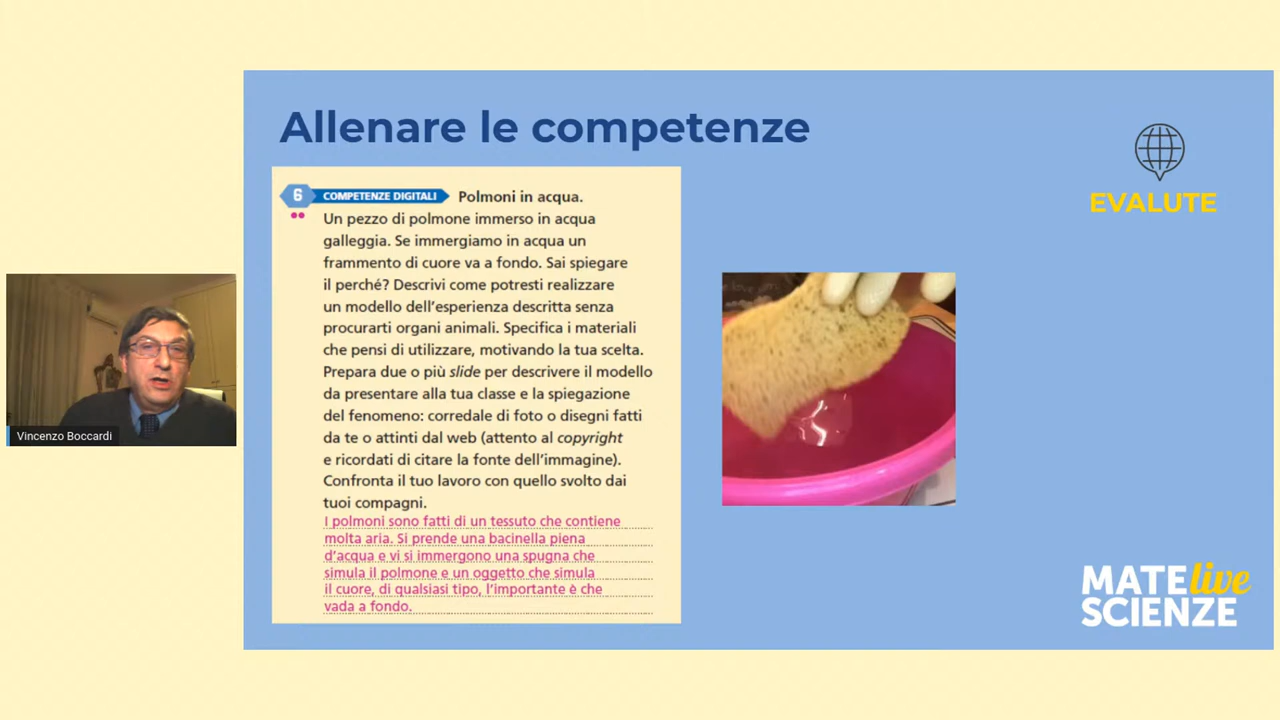 Allenare le competenze
EVALUTE
6 COMPETENZE DIGITALI Polmoni in acqua.
Un pezzo di polmone immerso in acqua
galleggia. Se immergiamo in acqua un
frammento di cuore va a fondo. Sai spiegare
il perché? Descrivi come potresti realizzare
un modello dell'esperienza descritta senza
procurarti organi animali. Specifica i materiali
che pensi di utilizzare, motivando la tua scelta.
Prepara due o più slide per descrivere il modello
da presentare alla tua classe e la spiegazione
del fenomeno: corredale di foto o disegni fatti
da te o attinti dal web (attento al copyright
e ricordati di citare la fonte dell'immagine).
Confronta il tuo lavoro con quello svolto dai
tuoi compagni.
I polmoni sono fatti di un tessuto che contiene
molta aria. Si prende una bacinella piena
d'acqua e vi si immergono una spugna che
simula il polmone e un oggetto che simula
il cuore, di qualsiasi tipo, l'importante è che
vada a fondo.
Vincenzo Boccardi
MATE live
SCIENZE